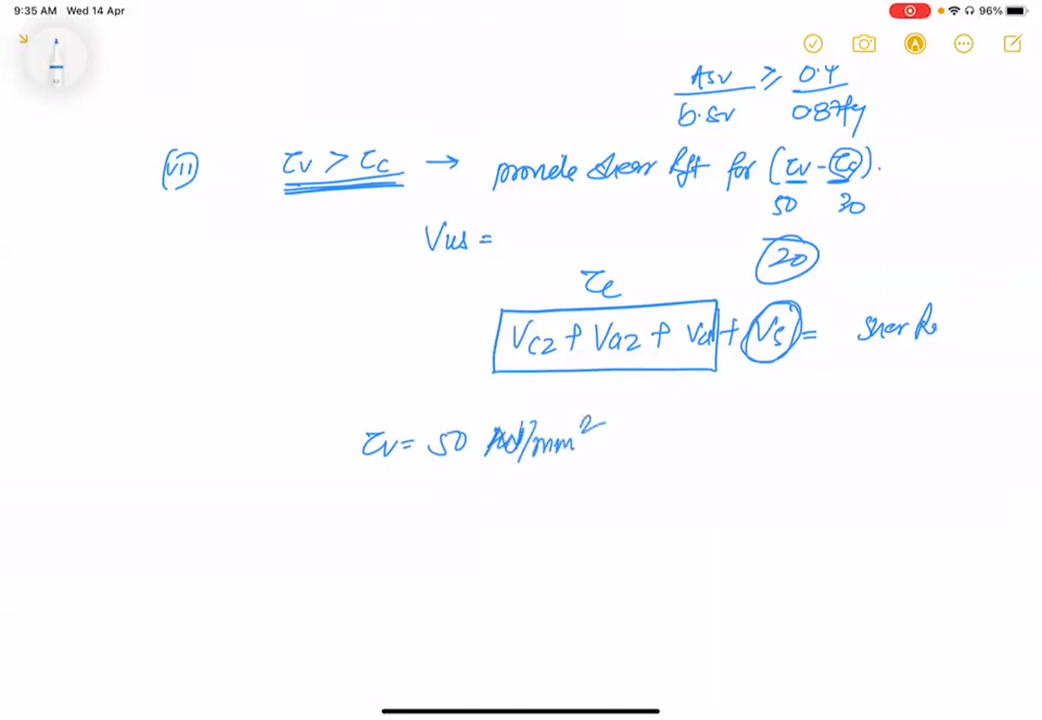 9:35 AM Wed 14 Apr
96%
Asv / b.sv ≥ 0.4 / 0.87fy
(vii) τv > τc → provide shear Rft for (τv - τc).
50 30
Vus =
20
τc
Vcz + Vaz + Vd + Vs = shear Re
τv = 50 N/mm²